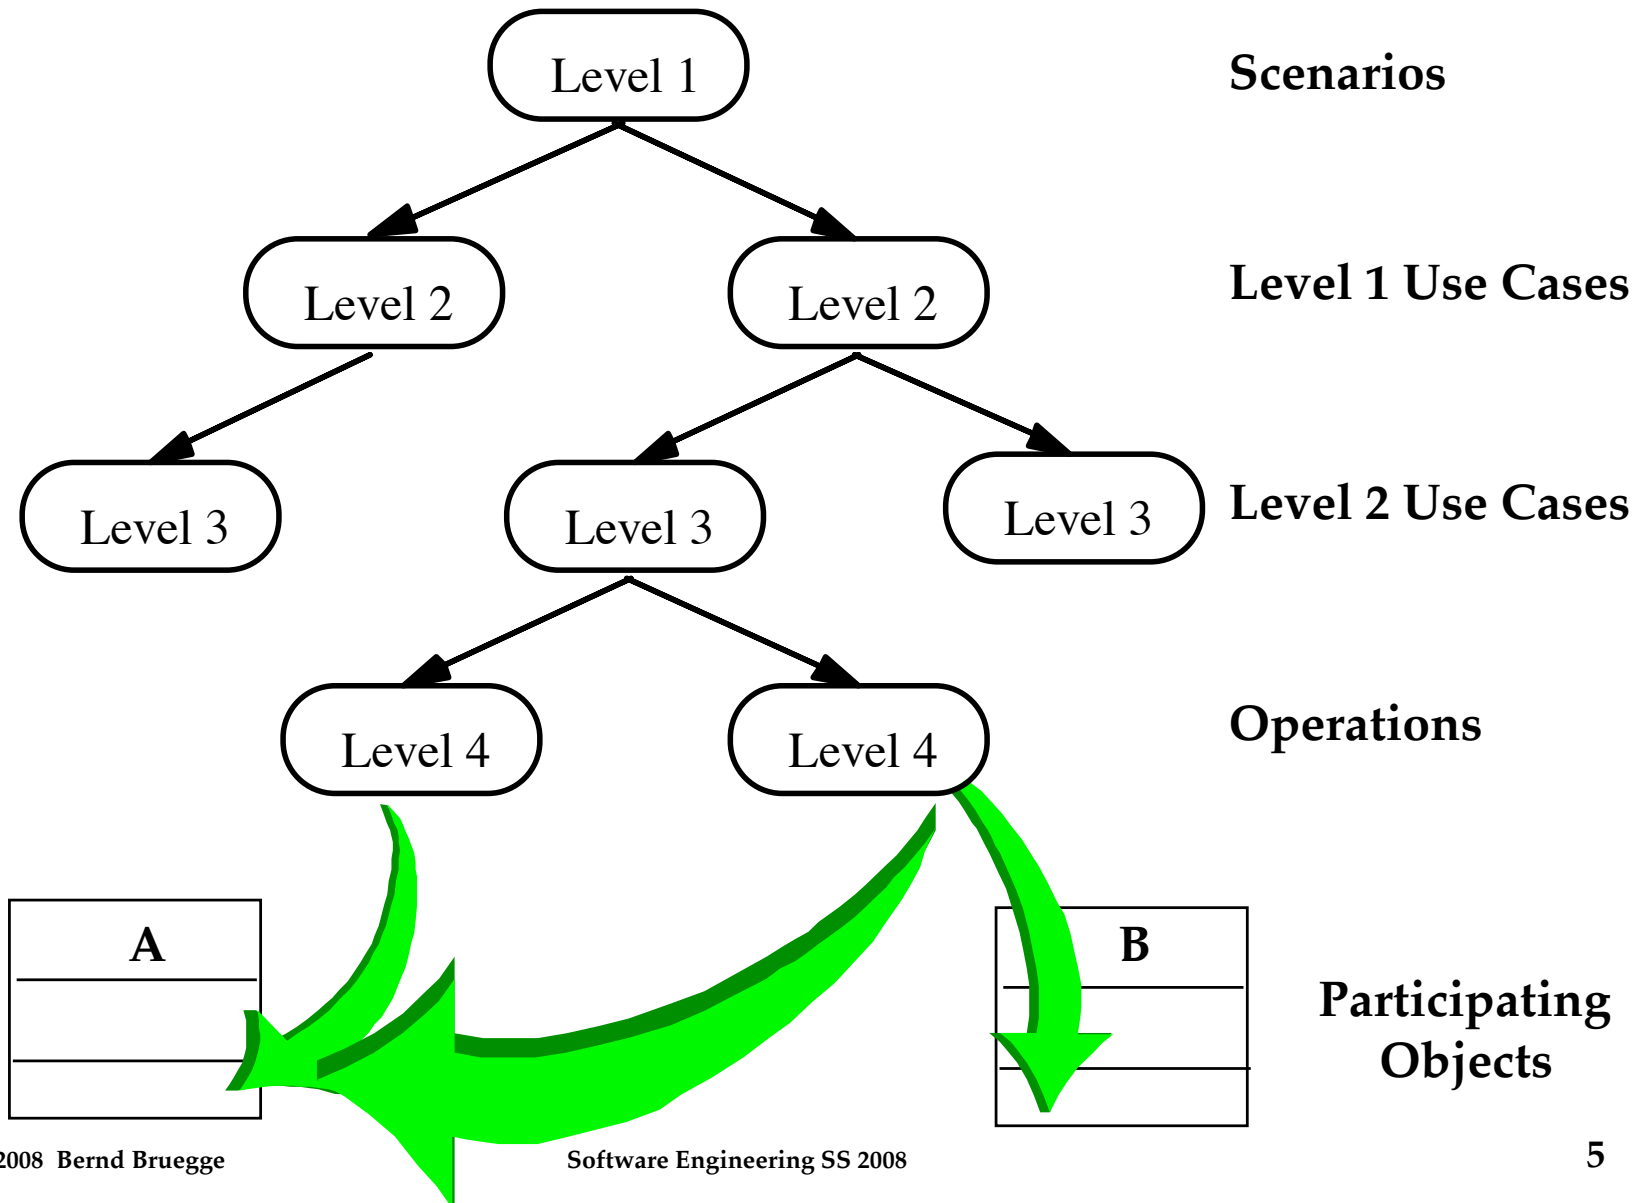 Level 1
Scenarios
Level 2
Level 2
Level 1 Use Cases
Level 3
Level 3
Level 3
Level 2 Use Cases
Level 4
Level 4
Operations
A
B
Participating
Objects
2008 Bernd Bruegge
Software Engineering SS 2008
5